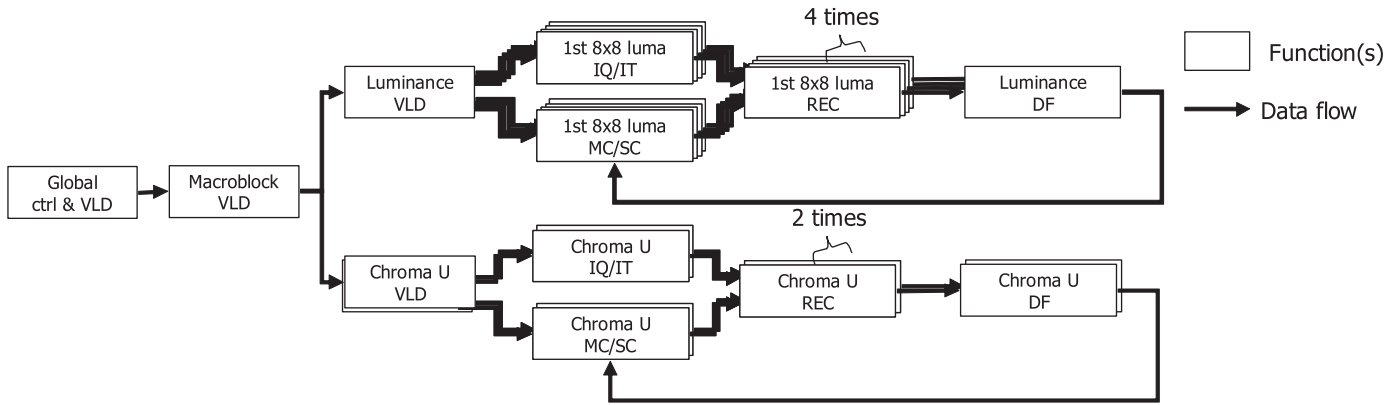 4 times
1st 8x8 luma
IQ/IT
Function(s)
Luminance
VLD
1st 8x8 luma
REC
Luminance
DF
Data flow
1st 8x8 luma
MC/SC
Global
ctrl & VLD
Macroblock
VLD
2 times
Chroma U
IQ/IT
Chroma U
VLD
Chroma U
REC
Chroma U
DF
Chroma U
MC/SC